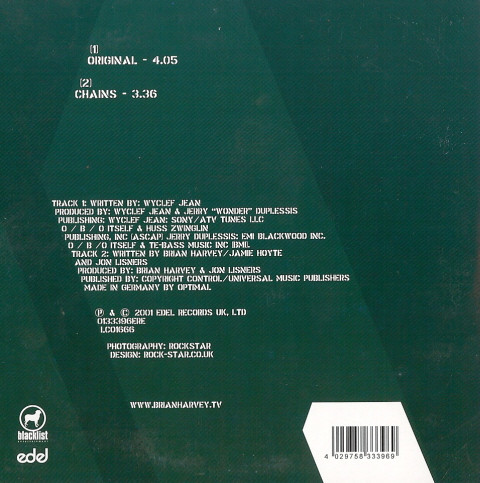 [1]
ORIGINAL - 4.05
[2]
CHAINS - 3.36
TRACK 1: WRITTEN BY: WYCLEF JEAN
PRODUCED BY: WYCLEF JEAN & JERRY "WONDER" DUPLESSIS
PUBLISHING: WYCLEF JEAN: SONY/ATV TUNES LLC
O / B / O ITSELF & HUSS ZWINGLIN
PUBLISHING, INC (ASCAP) JERRY DUPLESSIS: EMI BLACKWOOD INC.
O / B /O ITSELF & TE-BASS MUSIC INC (BMI).
TRACK 2: WRITTEN BY BRIAN HARVEY/JAMIE HOYTE
AND JON LISNERS
PRODUCED BY: BRIAN HARVEY & JON LISNERS
PUBLISHED BY: COPYRIGHT CONTROL/UNIVERSAL MUSIC PUBLISHERS
MADE IN GERMANY BY OPTIMAL
℗ & © 2001 EDEL RECORDS UK, LTD
0133396ERE
LC01666
PHOTOGRAPHY: ROCKSTAR
DESIGN: ROCK-STAR.CO.UK
WWW.BRIANHARVEY.TV
blacklist
edel
4 029758 333969